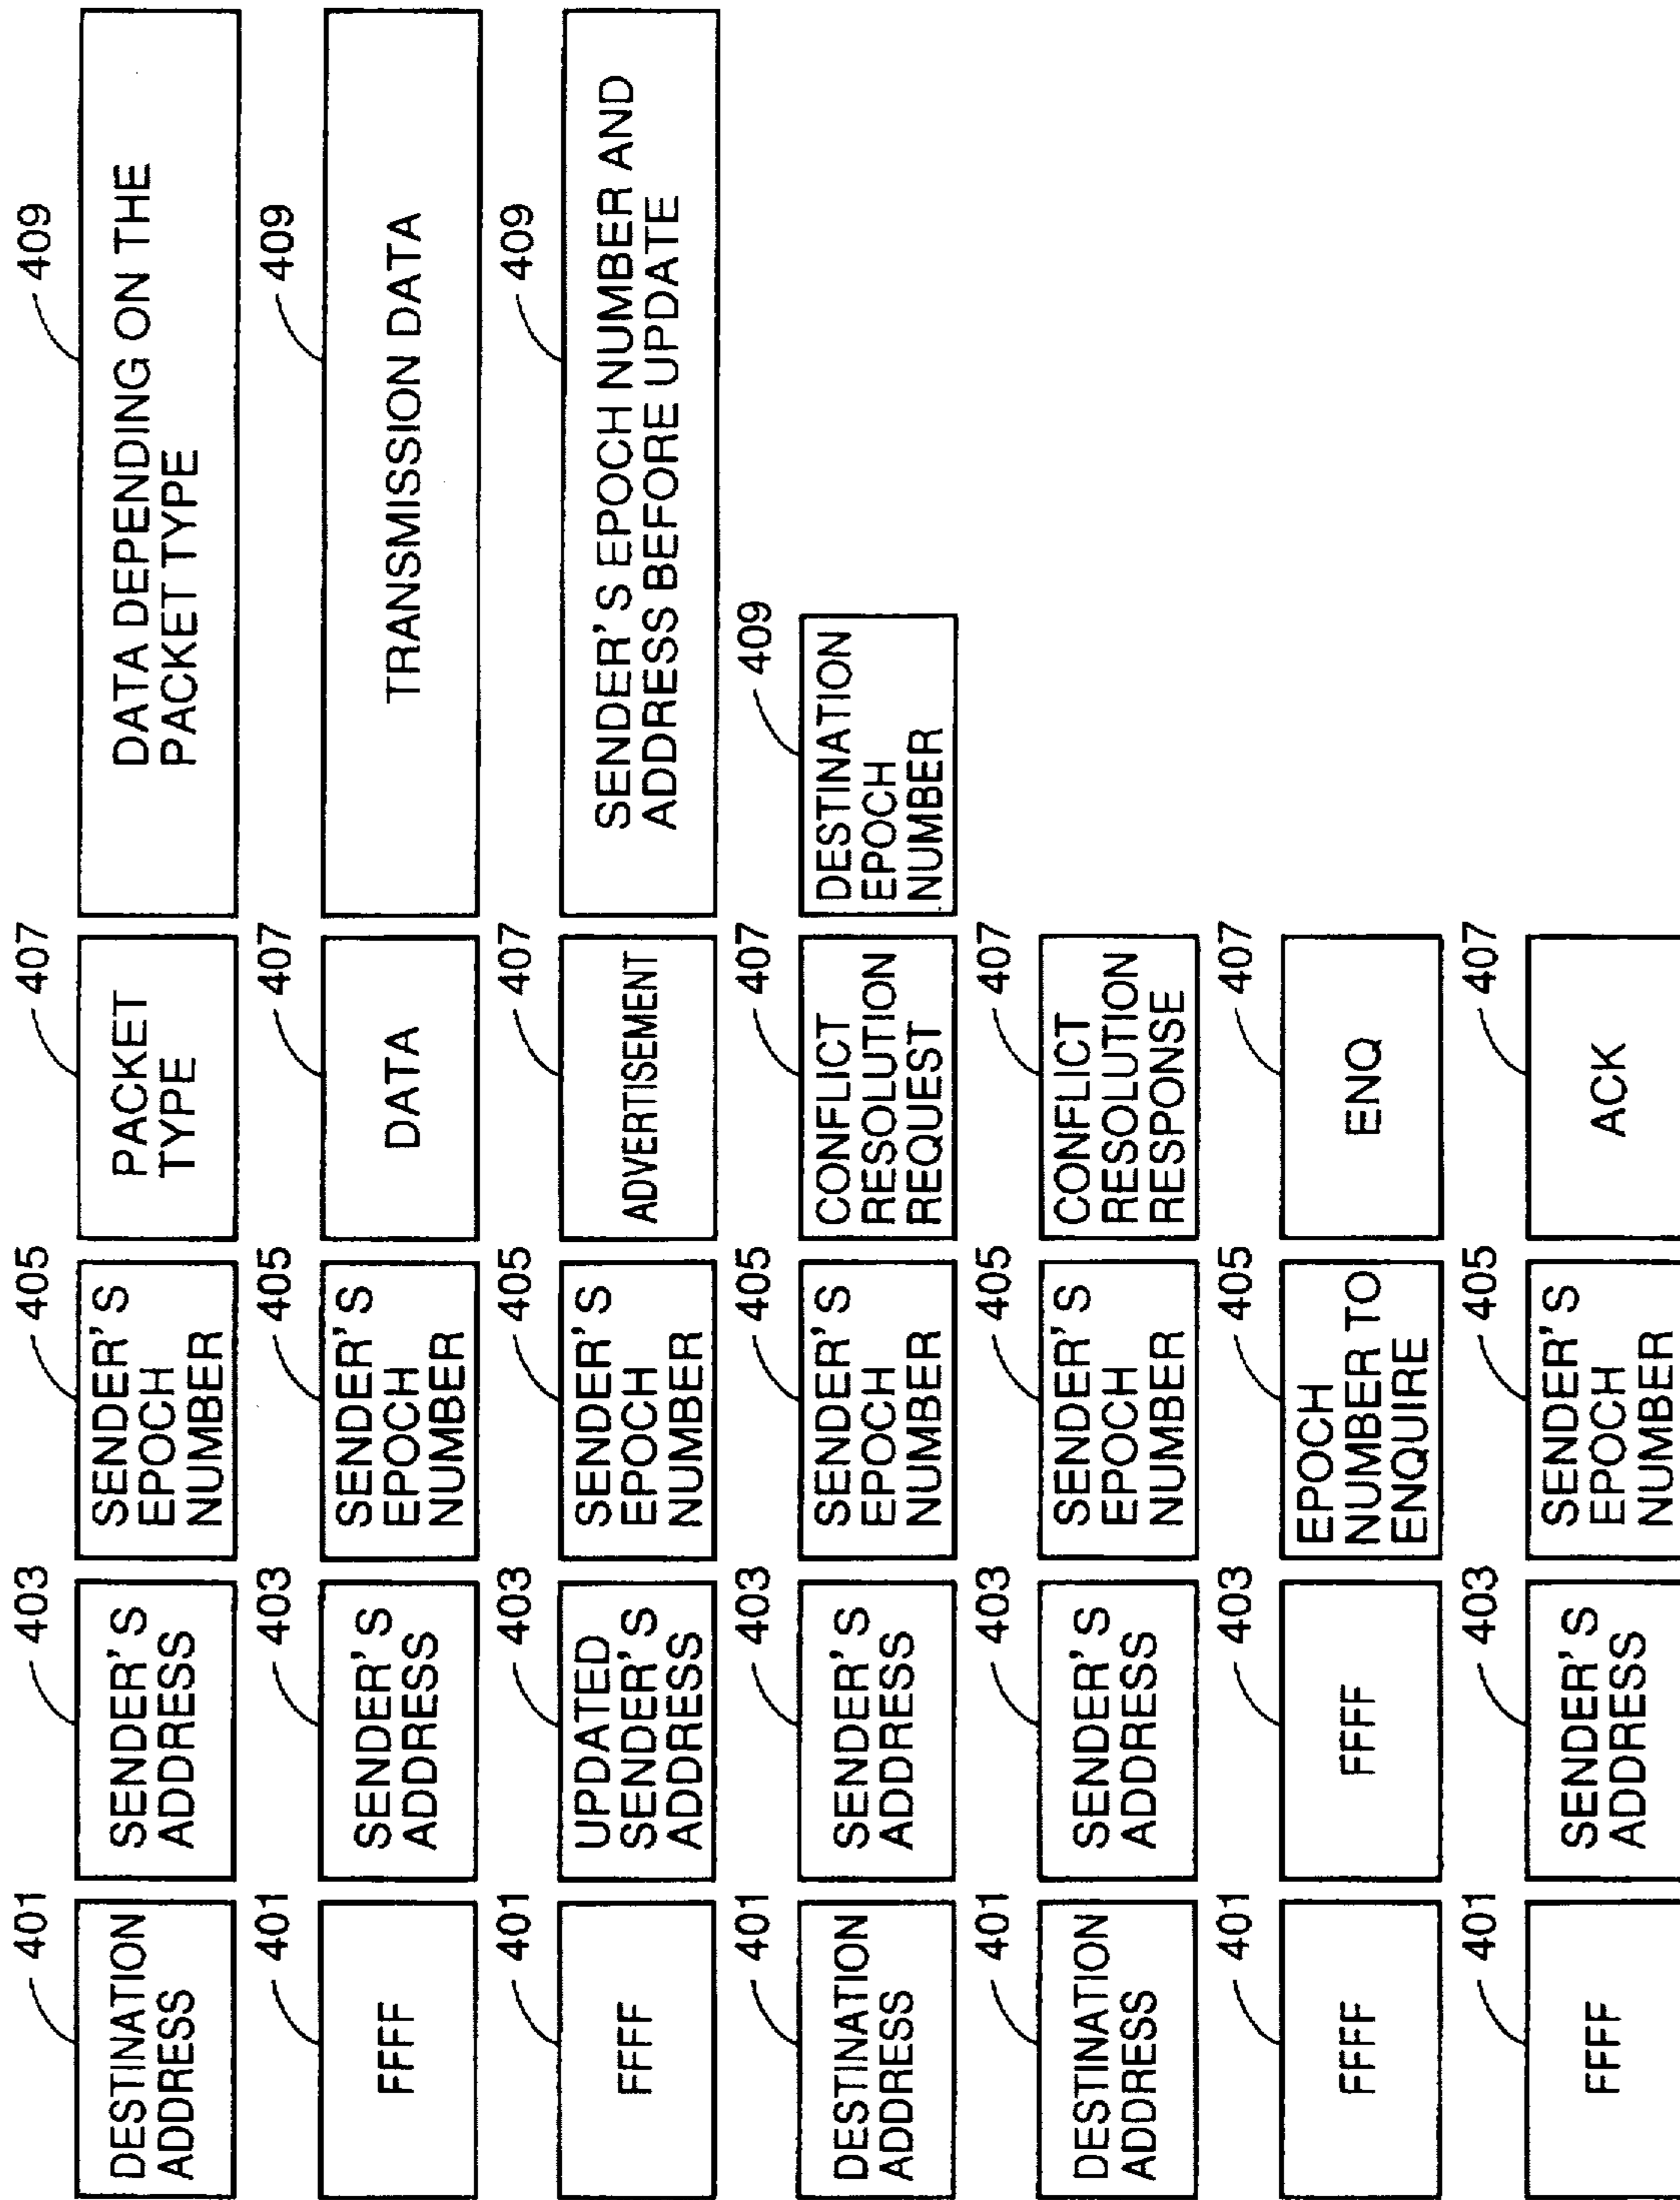 401
403
405
407
409
DESTINATION
ADDRESS
SENDER'S
ADDRESS
SENDER'S
EPOCH
NUMBER
PACKET
TYPE
DATA DEPENDING ON THE
PACKET TYPE
401
403
405
407
409
FFFF
SENDER'S
ADDRESS
SENDER'S
EPOCH
NUMBER
DATA
TRANSMISSION DATA
401
403
405
407
409
FFFF
UPDATED
SENDER'S
ADDRESS
SENDER'S
EPOCH
NUMBER
ADVERTISEMENT
SENDER'S EPOCH NUMBER AND
ADDRESS BEFORE UPDATE
401
403
405
407
409
DESTINATION
ADDRESS
SENDER'S
ADDRESS
SENDER'S
EPOCH
NUMBER
CONFLICT
RESOLUTION
REQUEST
DESTINATION
EPOCH
NUMBER
401
403
405
407
DESTINATION
ADDRESS
SENDER'S
ADDRESS
SENDER'S
EPOCH
NUMBER
CONFLICT
RESOLUTION
RESPONSE
401
403
405
407
FFFF
FFFF
EPOCH
NUMBER TO
ENQUIRE
ENQ
401
403
405
407
FFFF
SENDER'S
ADDRESS
SENDER'S
EPOCH
NUMBER
ACK